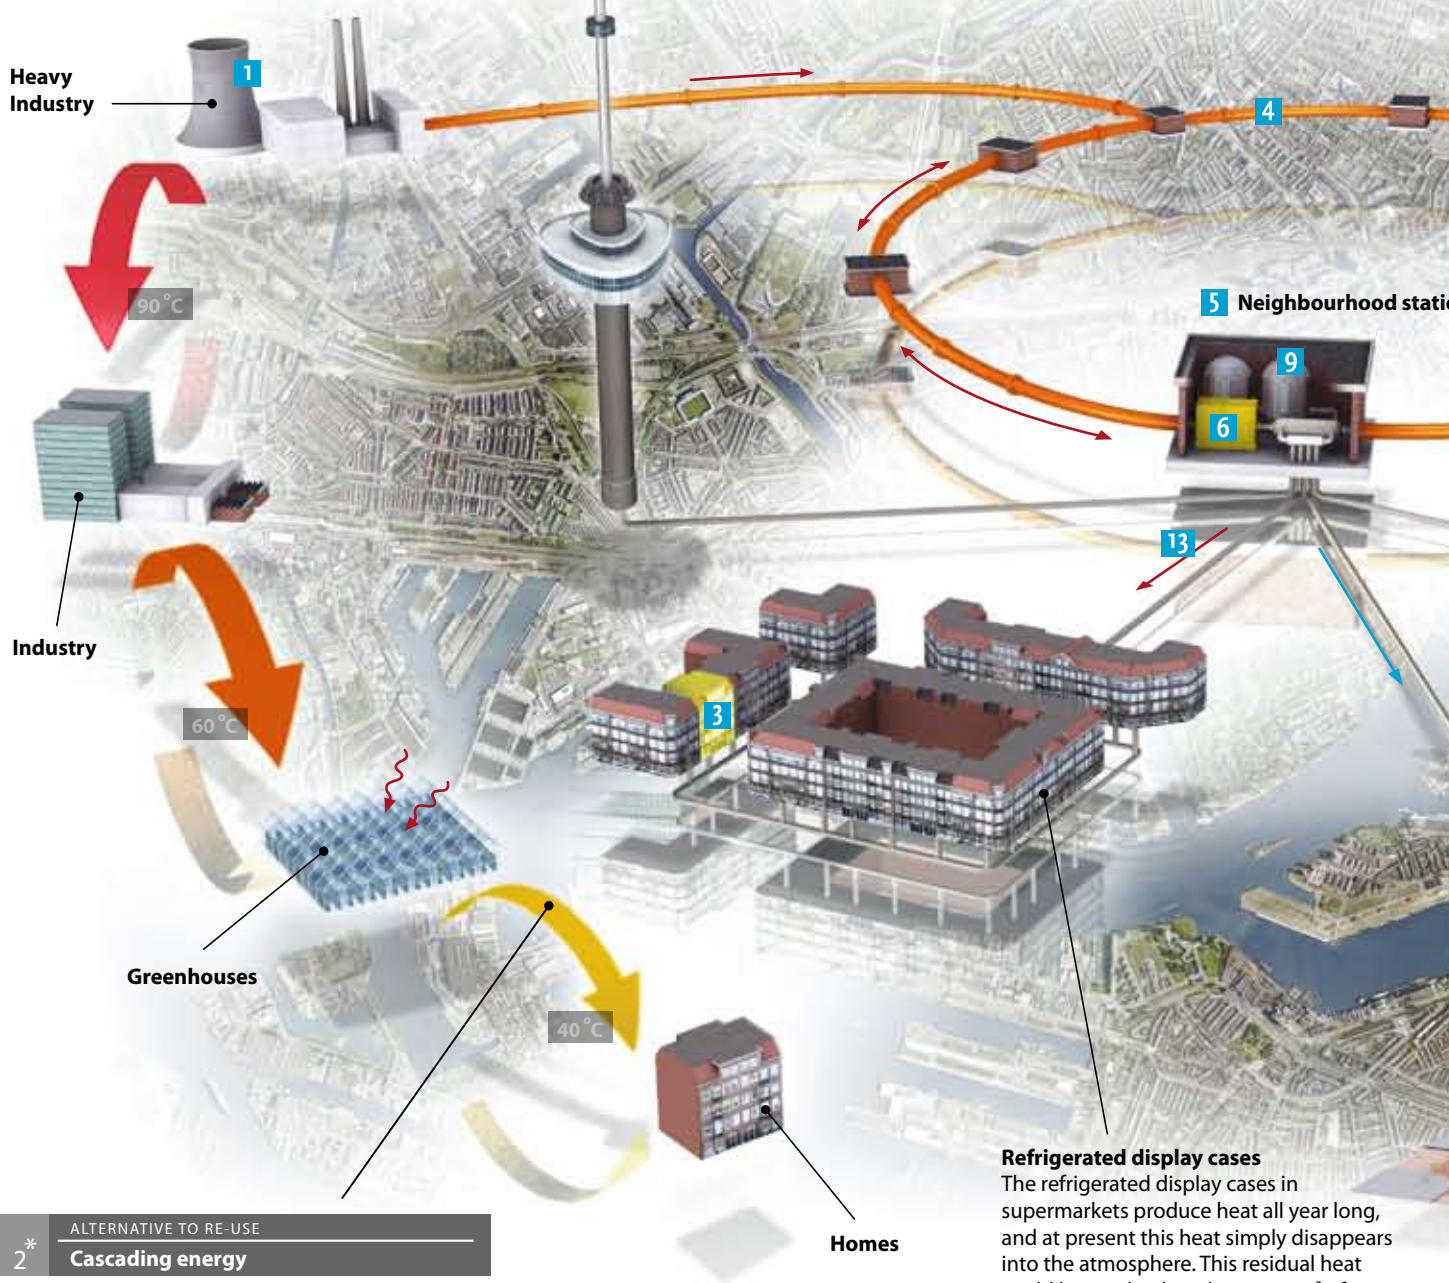 Heavy
Industry
1
4
90 °C
5 Neighbourhood
9
6
13
Industry
60 °C
3
Greenhouses
40 °C
Refrigerated display cases
The refrigerated display cases in
supermarkets produce heat all year long,
and at present this heat simply disappears
into the atmosphere. This residual heat
Homes
ALTERNATIVE TO RE-USE
2* Cascading energy